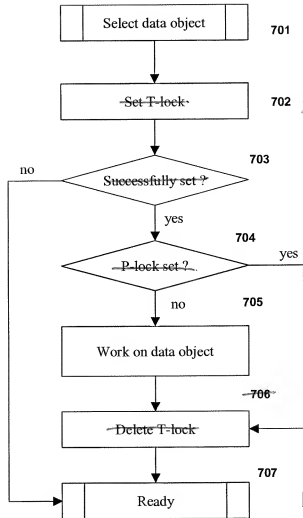 Select data object
701
Set T-lock
702
703
no
Successfully set ?
yes
704
P-lock set ?
yes
no
705
Work on data object
706
Delete T-lock
707
Ready